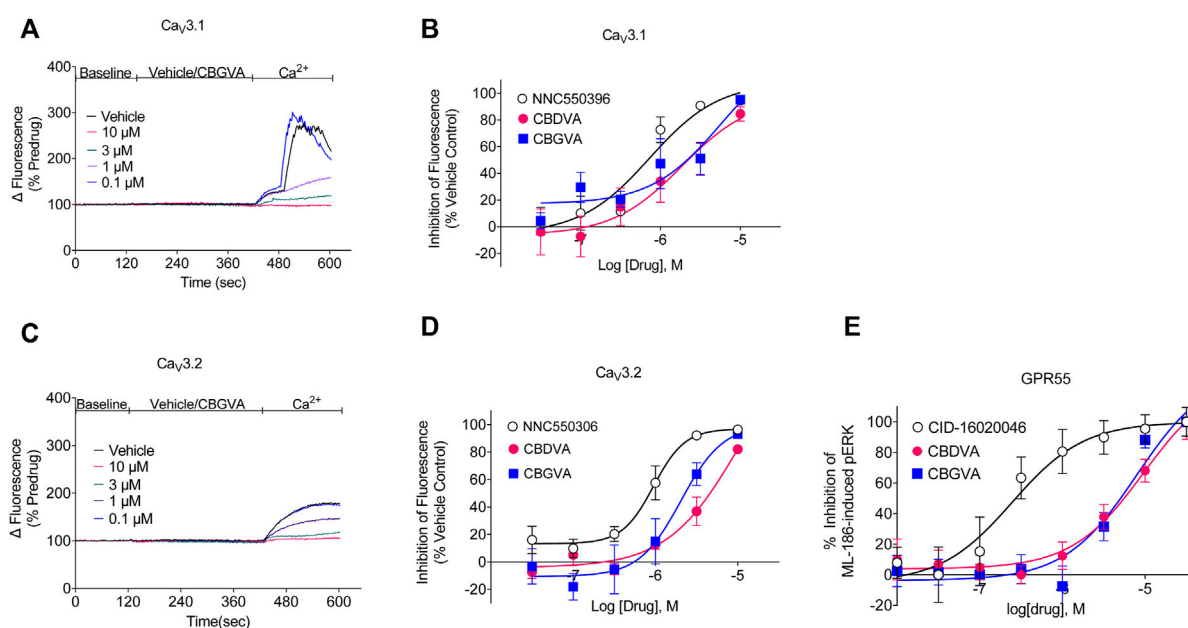 A
CaV3.1
Baseline Vehicle/CBGVA Ca2+
400
300
200
100
0
Δ Fluorescence
(% Predrug)
Vehicle
10 µM
3 µM
1 µM
0.1 µM
0 120 240 360 480 600
Time (sec)
B
CaV3.1
Inhibition of Fluorescence
(% Vehicle Control)
100
80
60
40
20
0
-20
NNC550396
CBDVA
CBGVA
-7 -6 -5
Log [Drug], M
C
CaV3.2
Baseline Vehicle/CBGVA Ca2+
400
300
200
100
0
Δ Fluorescence
(% Predrug)
Vehicle
10 µM
3 µM
1 µM
0.1 µM
0 120 240 360 480 600
Time(sec)
D
CaV3.2
Inhibition of Fluorescence
(% Vehicle Control)
100
80
60
40
20
0
-20
NNC550306
CBDVA
CBGVA
-7 -6 -5
Log [Drug], M
E
GPR55
% Inhibition of
ML-186-induced pERK
100
80
60
40
20
0
-20
CID-16020046
CBDVA
CBGVA
-7 -5
log[drug], M